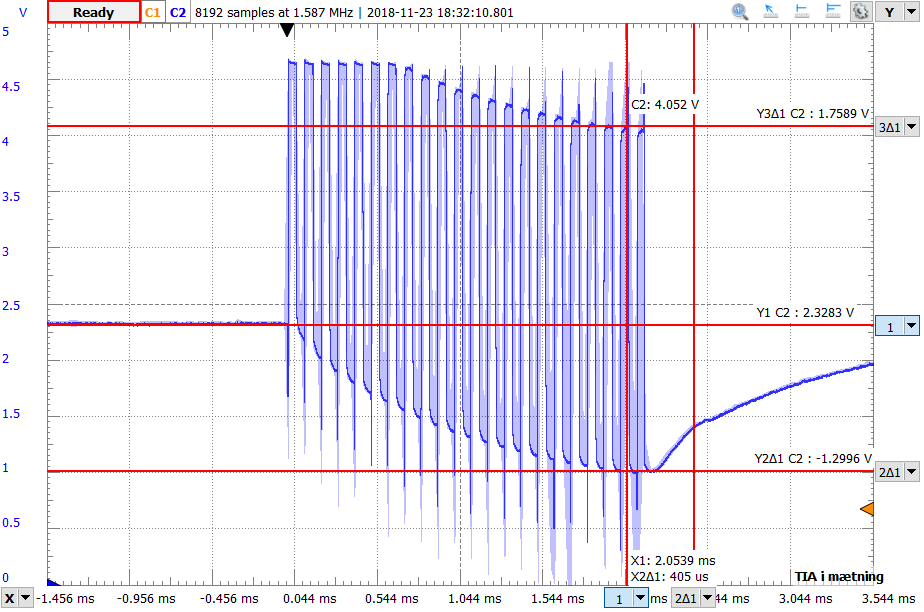 V Ready C1 C2 8192 samples at 1.587 MHz | 2018-11-23 18:32:10.801 Y
5
4.5
C2: 4.052 V
Y3Δ1 C2 : 1.7589 V
3Δ1
4
3.5
3
2.5
Y1 C2 : 2.3283 V
1
2
1.5
1
Y2Δ1 C2 : -1.2996 V
2Δ1
0.5
X1: 2.0539 ms
X2Δ1: 405 us
TIA i mætning
0
X -1.456 ms -0.956 ms -0.456 ms 0.044 ms 0.544 ms 1.044 ms 1.544 ms 1 ms 2Δ1 44 ms 3.044 ms 3.544 ms